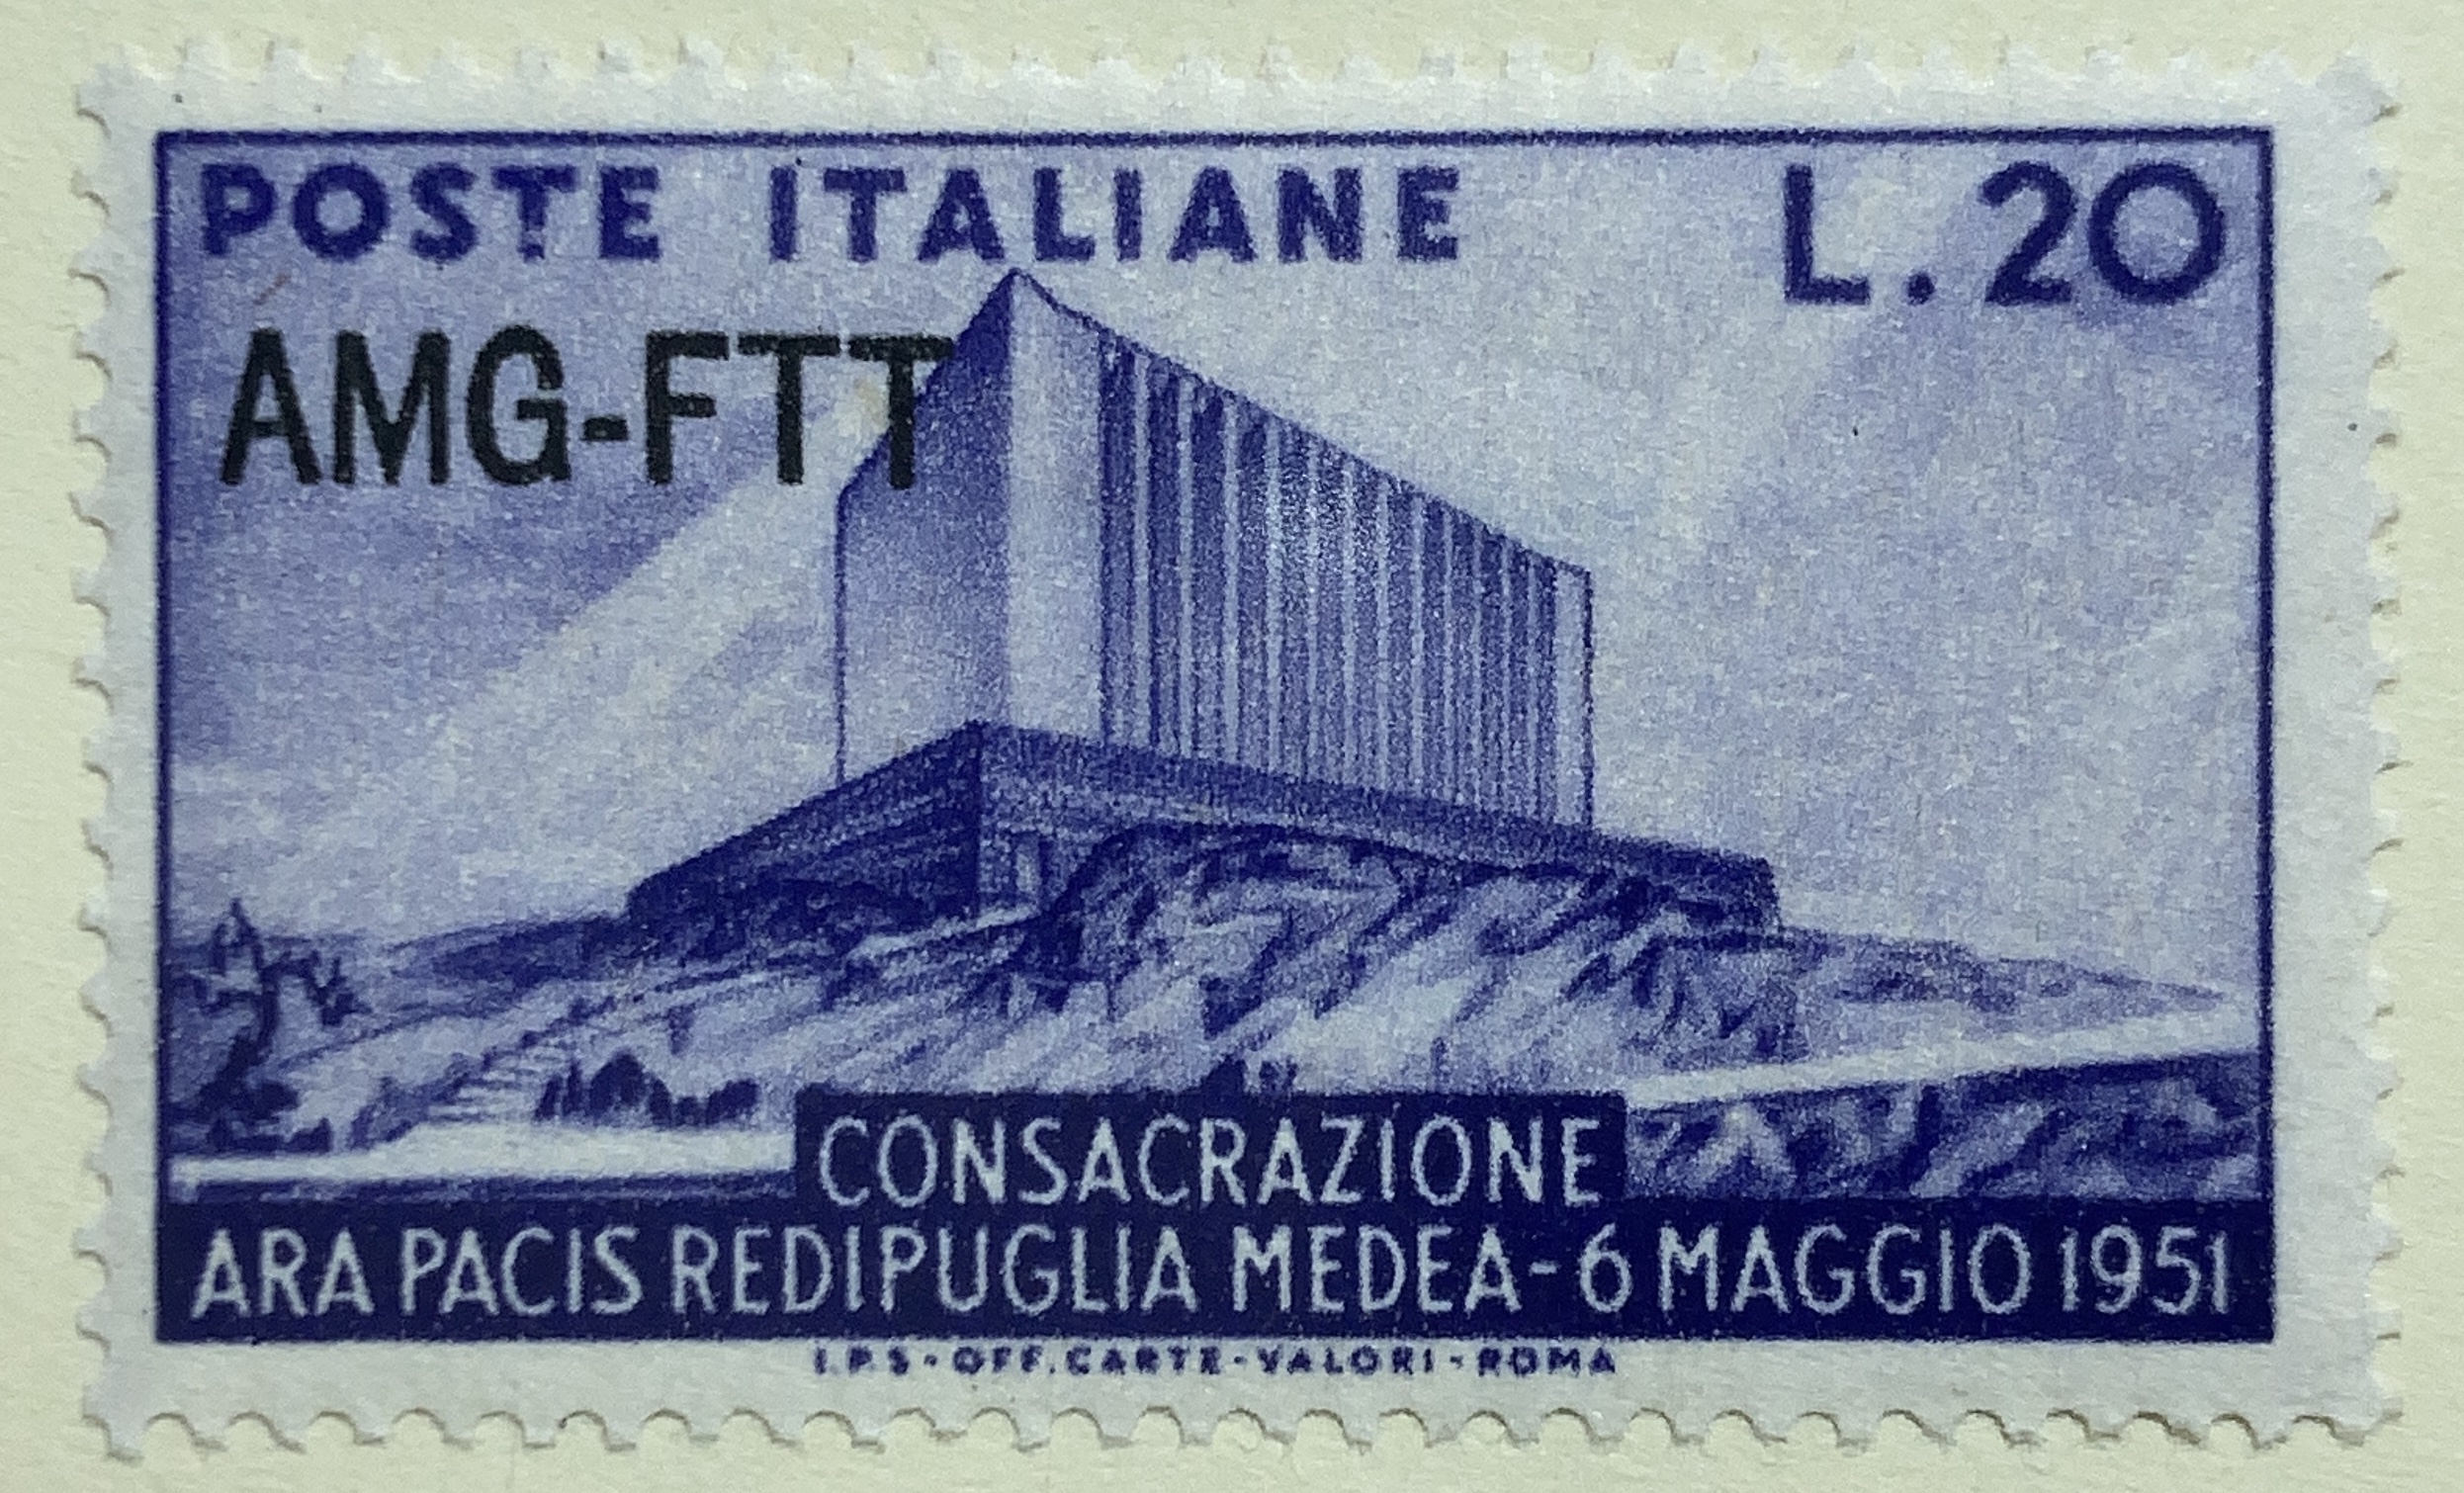 POSTE ITALIANE L.20
AMG-FTT
CONSACRAZIONE
ARA PACIS REDIPUGLIA MEDEA-6 MAGGIO 1951
I.P.S-OFF.CARTE-VALORI-ROMA